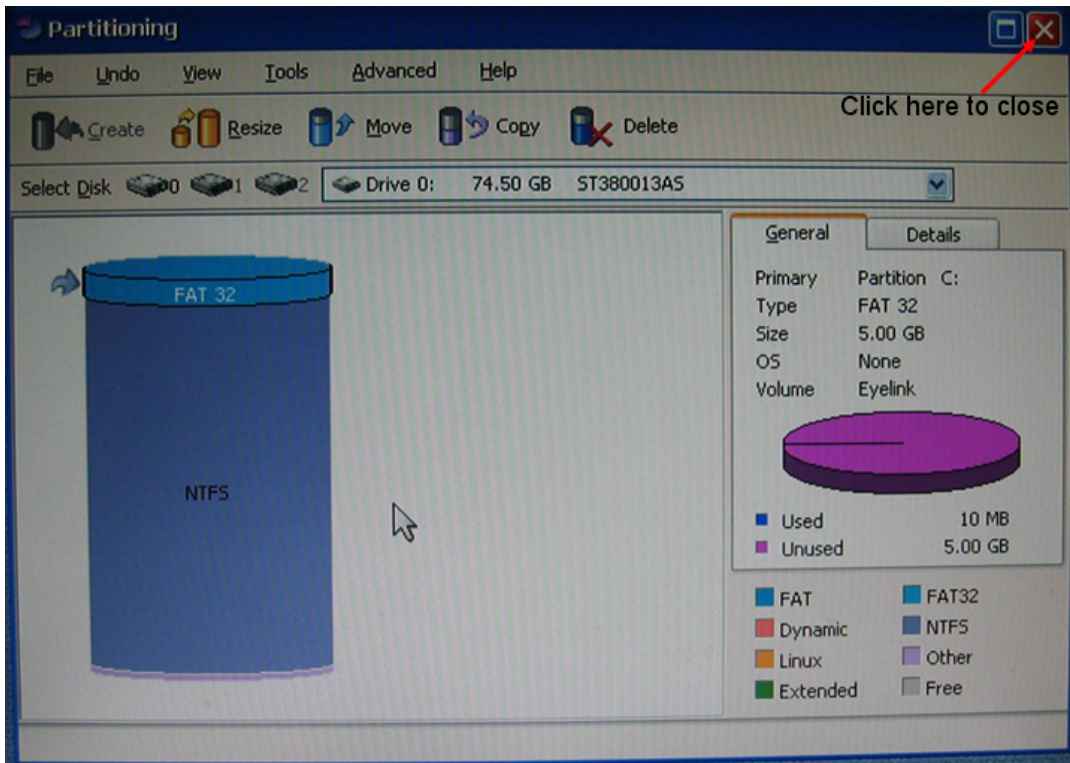 Partitioning
File Undo View Tools Advanced Help
Click here to close
Create Resize Move Copy Delete
Select Disk 0 1 2 Drive 0: 74.50 GB ST380013AS
General Details
Primary Partition C:
Type FAT 32
Size 5.00 GB
OS None
Volume Eyelink
FAT 32
NTFS
Used 10 MB
Unused 5.00 GB
FAT FAT32
Dynamic NTFS
Linux Other
Extended Free